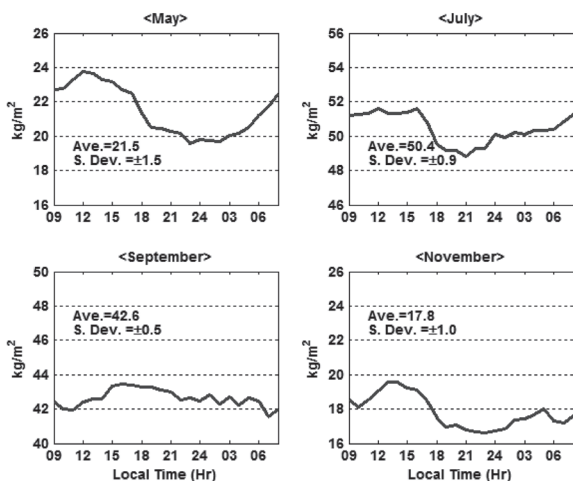 <May>
26
24
22
20
18
16
kg/m²
Ave.=21.5
S. Dev. =±1.5
09 12 15 18 21 24 03 06
<July>
56
54
52
50
48
46
kg/m²
Ave.=50.4
S. Dev. =±0.9
09 12 15 18 21 24 03 06
<September>
50
48
46
44
42
40
kg/m²
Ave.=42.6
S. Dev. =±0.5
09 12 15 18 21 24 03 06
Local Time (Hr)
<November>
26
24
22
20
18
16
kg/m²
Ave.=17.8
S. Dev. =±1.0
09 12 15 18 21 24 03 06
Local Time (Hr)